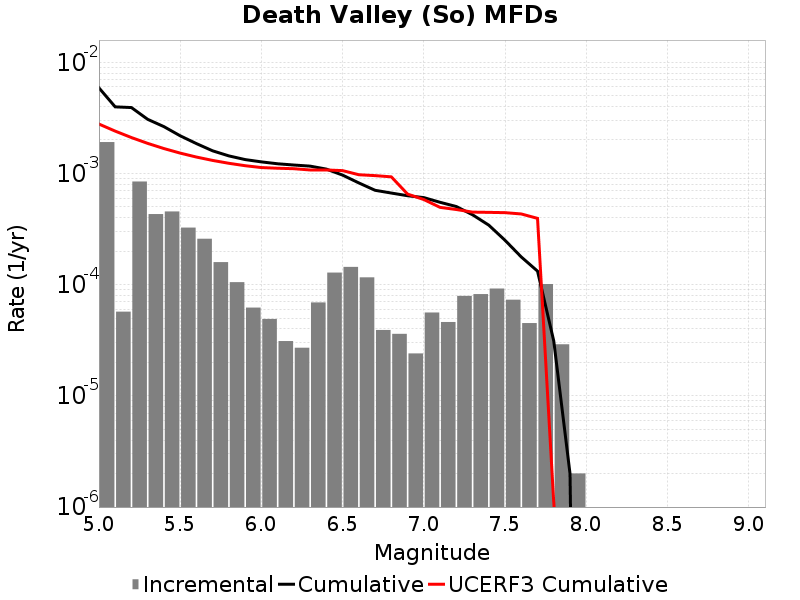 Death Valley (So) MFDs
10-2
10-3
10-4
10-5
10-6
Rate (1/yr)
5.0 5.5 6.0 6.5 7.0 7.5 8.0 8.5 9.0
Magnitude
Incremental Cumulative UCERF3 Cumulative